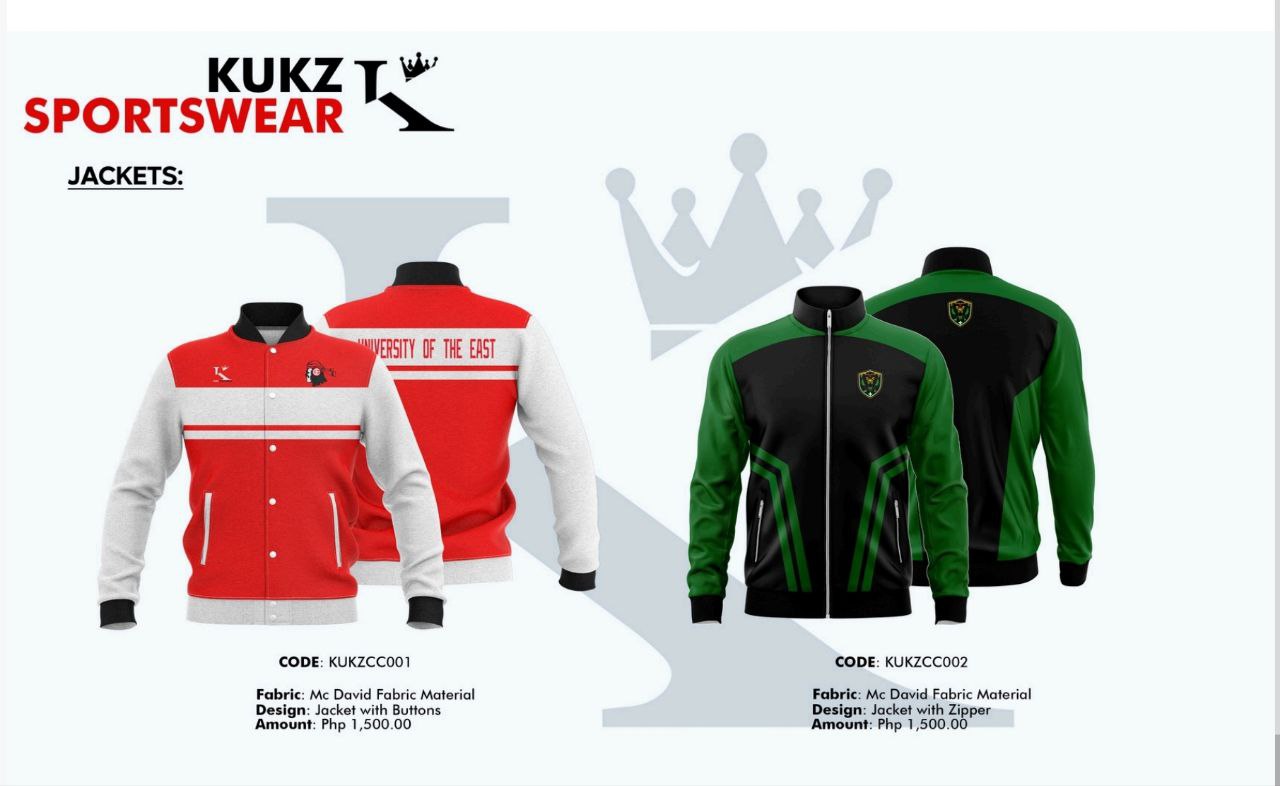 KUKZ
SPORTSWEAR
JACKETS:
UNIVERSITY OF THE EAST
CODE: KUKZCC001
Fabric: Mc David Fabric Material
Design: Jacket with Buttons
Amount: Php 1,500.00
CODE: KUKZCC002
Fabric: Mc David Fabric Material
Design: Jacket with Zipper
Amount: Php 1,500.00